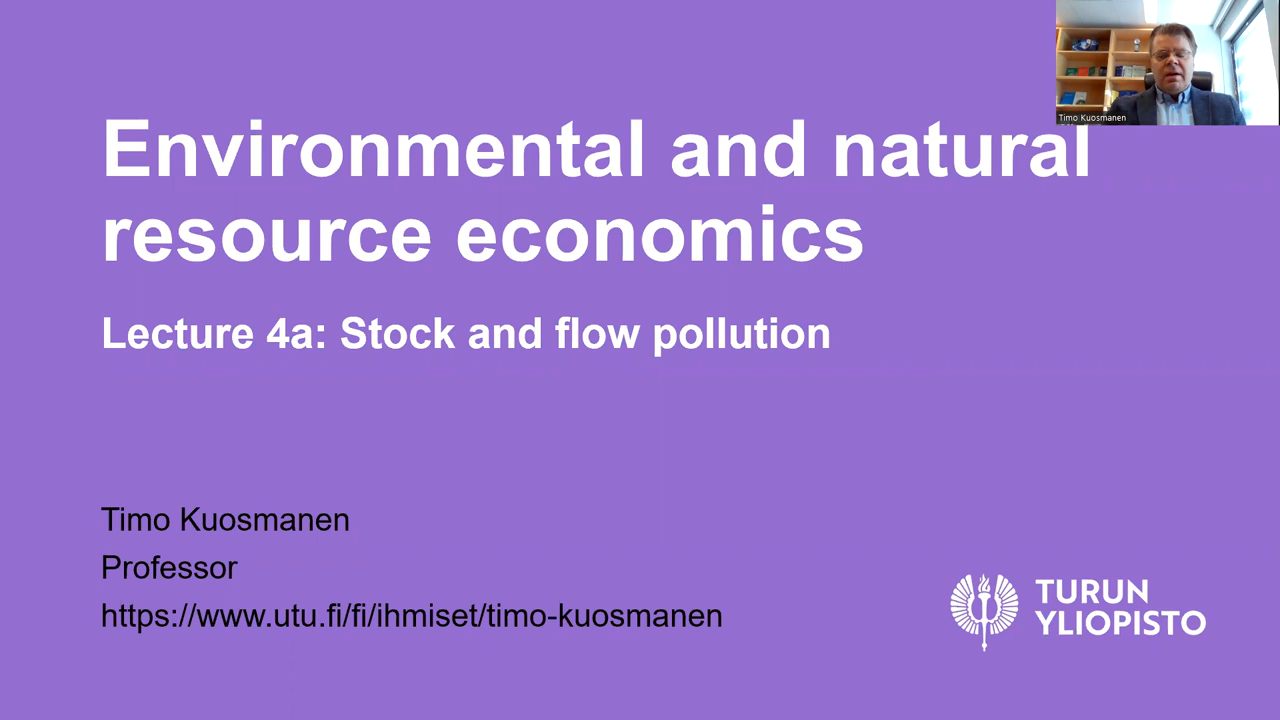 Timo Kuosmanen
Environmental and natural
resource economics
Lecture 4a: Stock and flow pollution
Timo Kuosmanen
Professor
https://www.utu.fi/fi/ihmiset/timo-kuosmanen
TURUN
YLIOPISTO